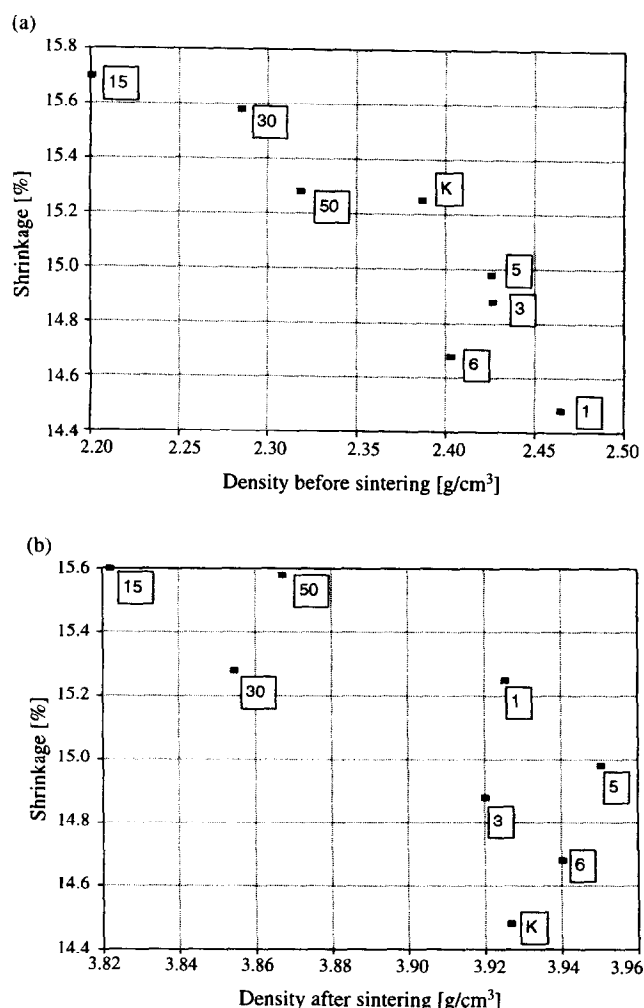 (a)
15.8
15.6
15.4
15.2
15.0
14.8
14.6
14.4
Shrinkage [%]
15
30
50
K
5
3
6
1
2.20 2.25 2.30 2.35 2.40 2.45 2.50
Density before sintering [g/cm³]
(b)
15.6
15.4
15.2
15.0
14.8
14.6
14.4
Shrinkage [%]
15
50
30
1
5
3
6
K
3.82 3.84 3.86 3.88 3.90 3.92 3.94 3.96
Density after sintering [g/cm³]